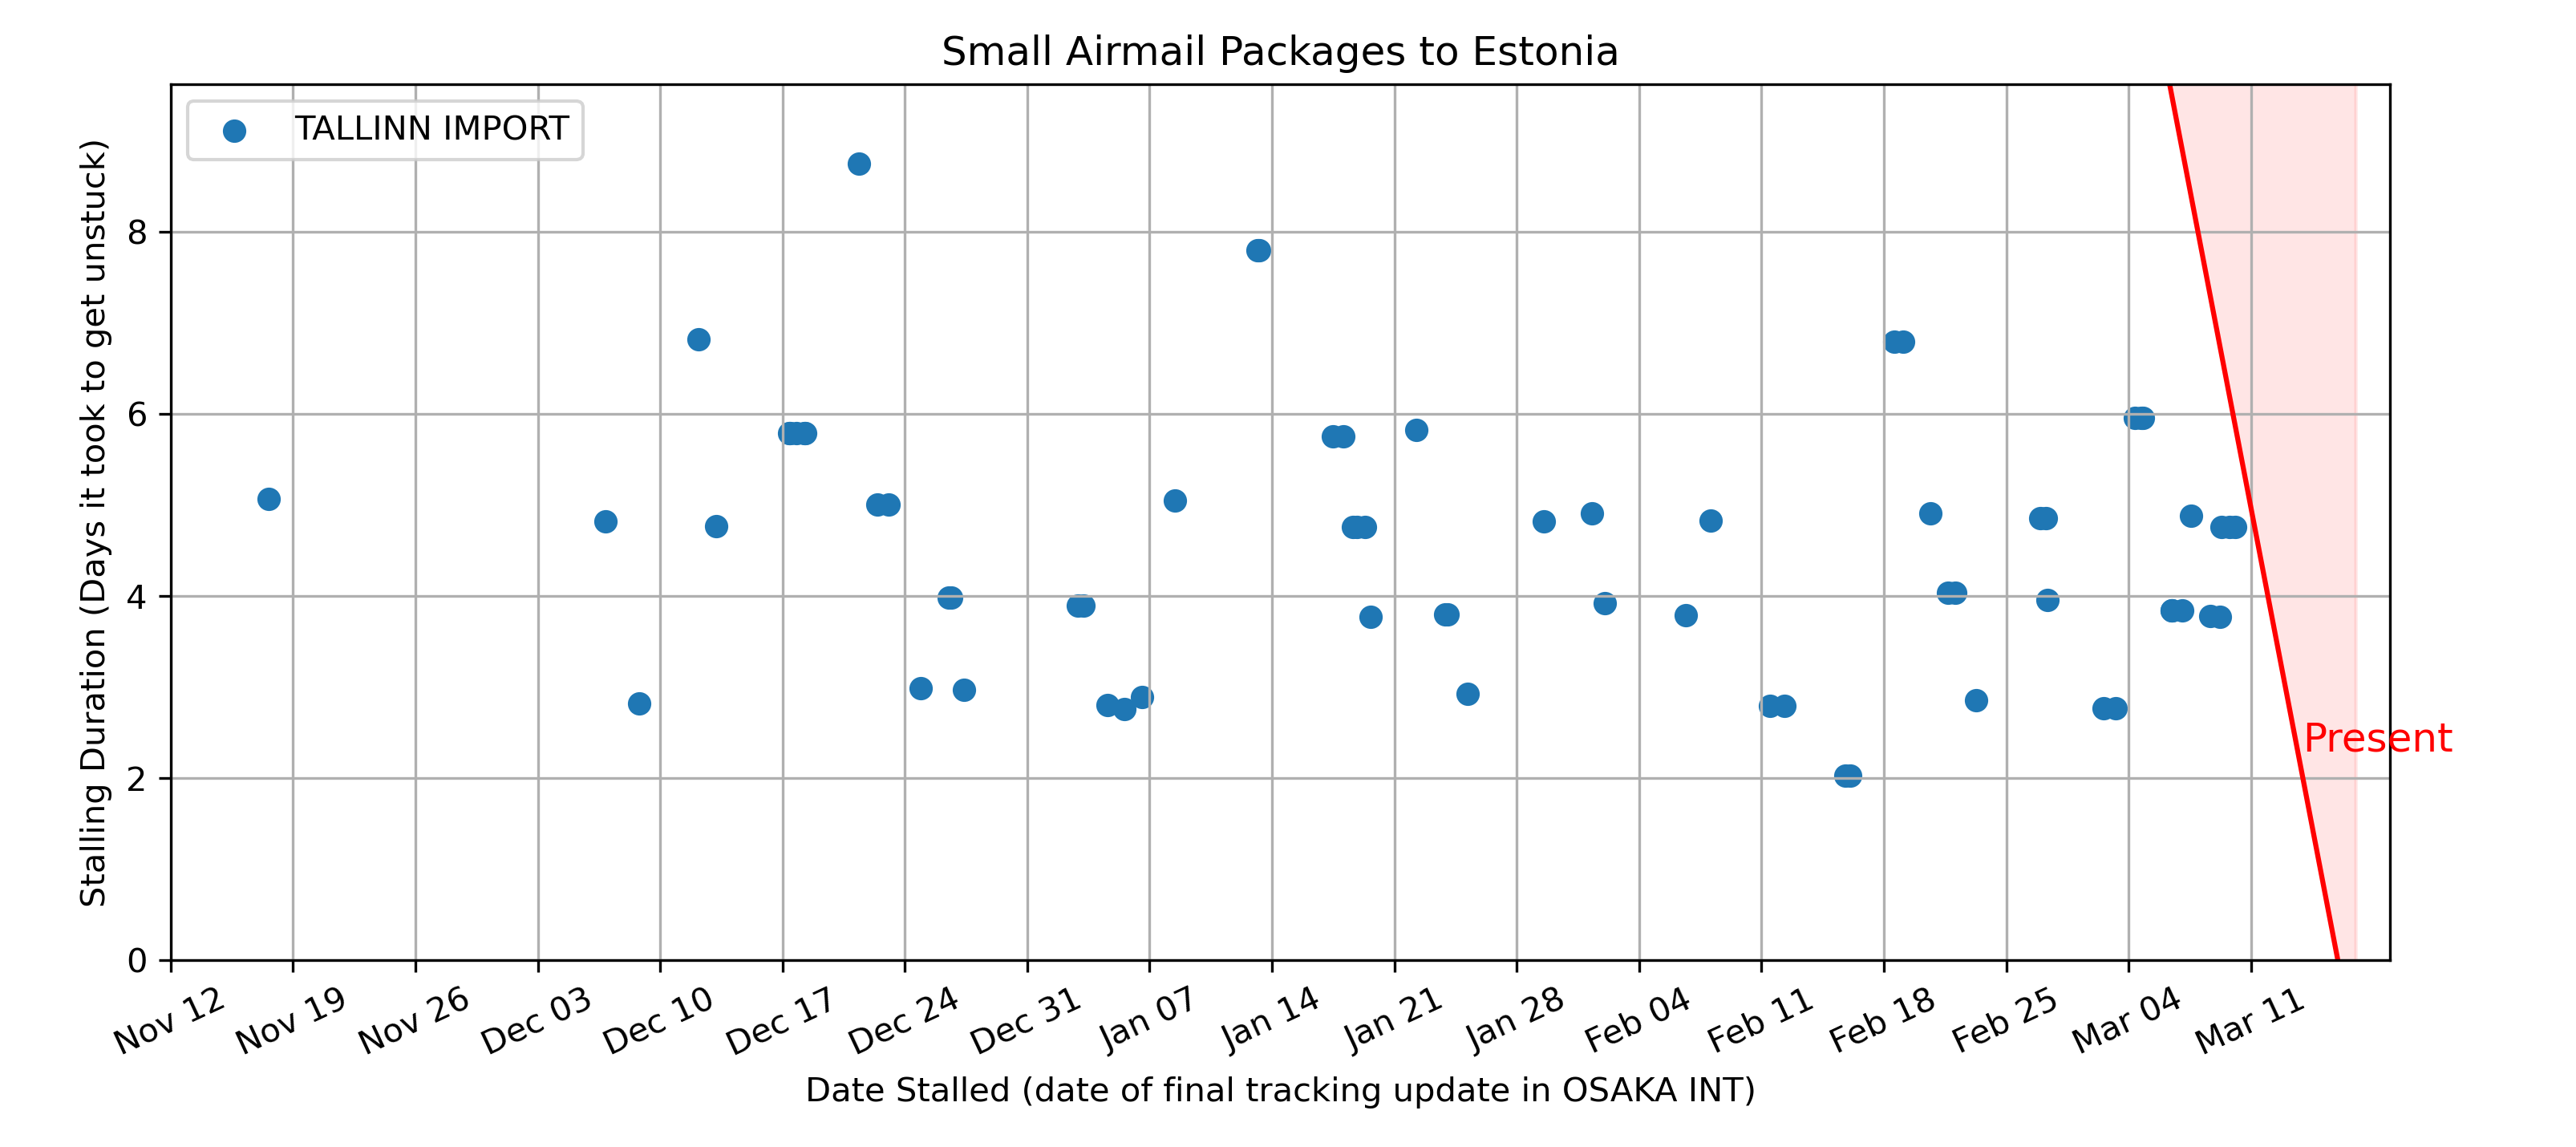 Small Airmail Packages to Estonia
TALLINN IMPORT
Stalling Duration (Days it took to get unstuck)
8
6
4
2
0
Present
Nov 12
Nov 19
Nov 26
Dec 03
Dec 10
Dec 17
Dec 24
Dec 31
Jan 07
Jan 14
Jan 21
Jan 28
Feb 04
Feb 11
Feb 18
Feb 25
Mar 04
Mar 11
Date Stalled (date of final tracking update in OSAKA INT)